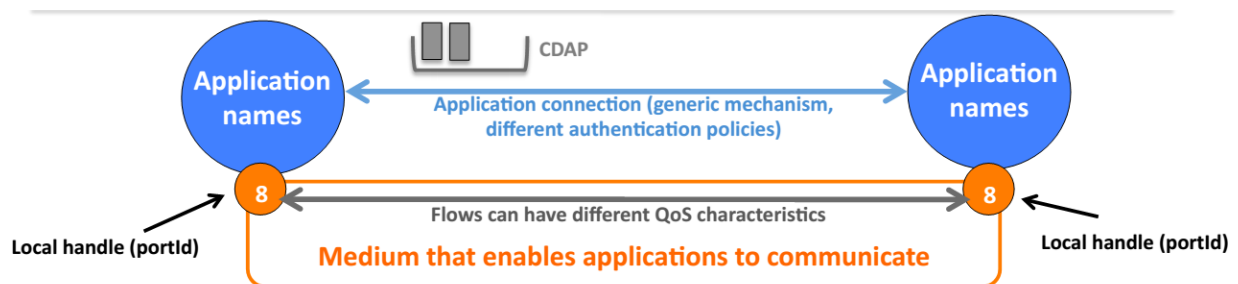 CDAP
Application
names
Application
names
Application connection (generic mechanism,
different authentication policies)
8
8
Flows can have different QoS characteristics
Local handle (portId)
Local handle (portId)
Medium that enables applications to communicate